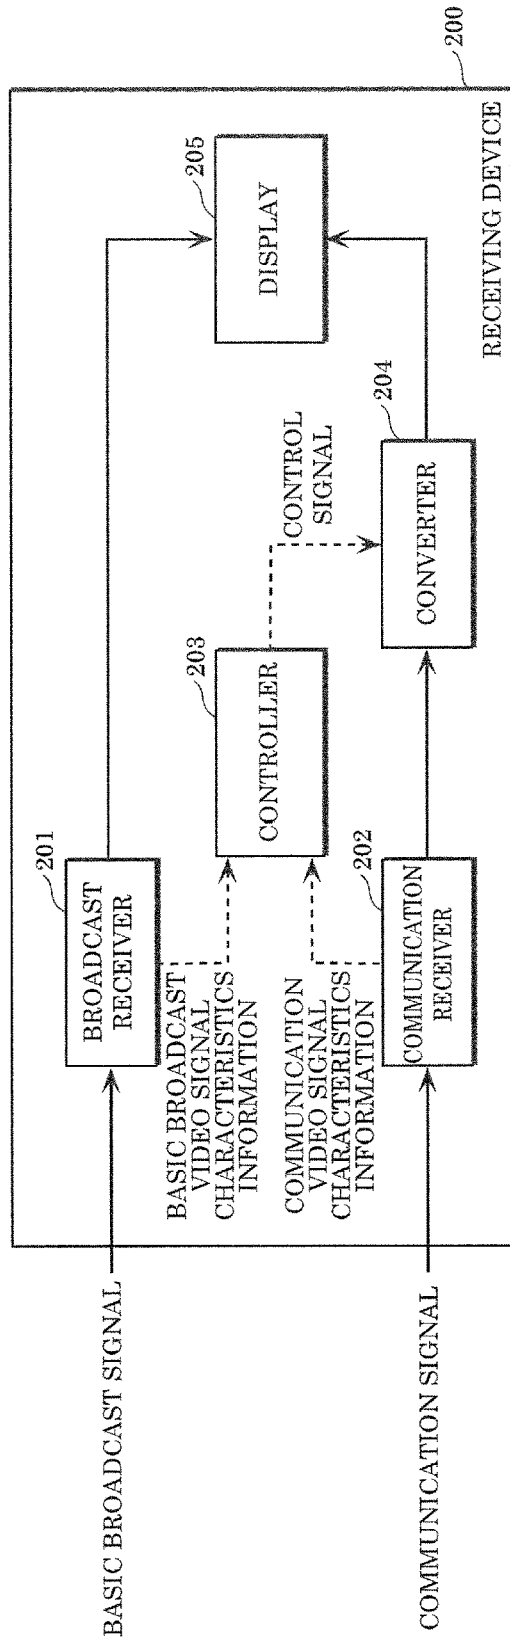 BASIC BROADCAST SIGNAL
201
BROADCAST
RECEIVER
BASIC BROADCAST
VIDEO SIGNAL
CHARACTERISTICS
INFORMATION
203
CONTROLLER
205
DISPLAY
COMMUNICATION
VIDEO SIGNAL
CHARACTERISTICS
INFORMATION
CONTROL
SIGNAL
COMMUNICATION SIGNAL
202
COMMUNICATION
RECEIVER
204
CONVERTER
RECEIVING DEVICE
200